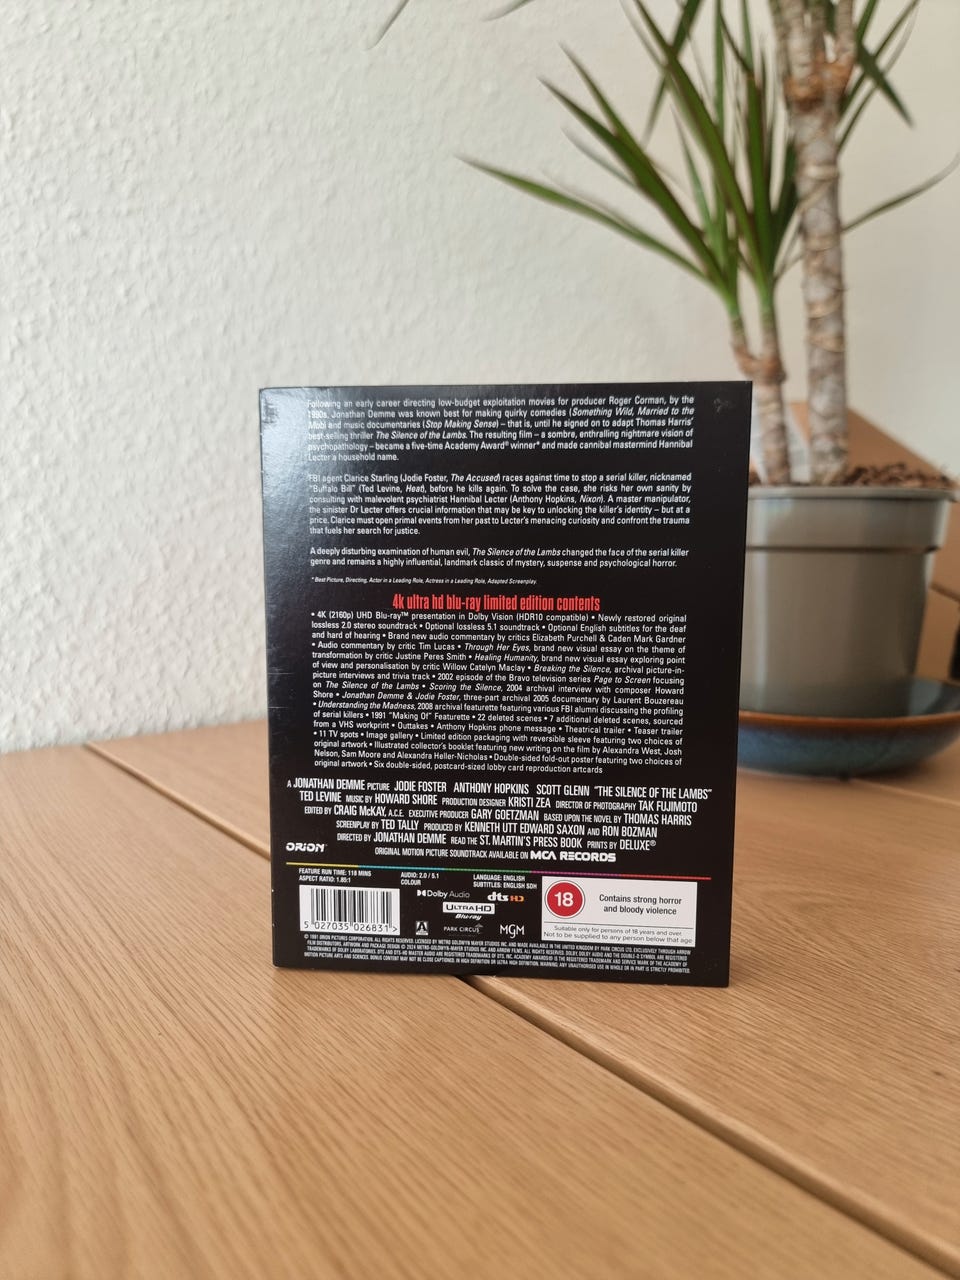 Following an early career directing low-budget exploitation movies for producer Roger Corman, by the
1990s, Jonathan Demme was known best for making quirky comedies (Something Wild, Married to the
Mob) and music documentaries (Stop Making Sense) – that is, until he signed on to adapt Thomas Harris'
best-selling thriller The Silence of the Lambs. The resulting film – a sombre, enthralling nightmare vision of
psychopathology – became a five-time Academy Award® winner* and made cannibal mastermind Hannibal
Lecter a household name.
FBI agent Clarice Starling (Jodie Foster, The Accused) races against time to stop a serial killer, nicknamed
"Buffalo Bill" (Ted Levine, Heat), before he kills again. To solve the case, she risks her own sanity by
consulting with malevolent psychiatrist Hannibal Lecter (Anthony Hopkins, Nixon). A master manipulator,
the sinister Dr Lecter offers crucial information that may be key to unlocking the killer's identity – but at a
price. Clarice must open primal events from her past to Lecter's menacing curiosity and confront the trauma
that fuels her search for justice.
A deeply disturbing examination of human evil, The Silence of the Lambs changed the face of the serial killer
genre and remains a highly influential, landmark classic of mystery, suspense and psychological horror.
* Best Picture, Directing, Actor in a Leading Role, Actress in a Leading Role, Adapted Screenplay.
4k ultra hd blu-ray limited edition contents
• 4K (2160p) UHD Blu-ray™ presentation in Dolby Vision (HDR10 compatible) • Newly restored original
lossless 2.0 stereo soundtrack • Optional lossless 5.1 soundtrack • Optional English subtitles for the deaf
and hard of hearing • Brand new audio commentary by critics Elizabeth Purchell & Caden Mark Gardner
• Audio commentary by critic Tim Lucas • Through Her Eyes, brand new visual essay on the theme of
transformation by critic Justine Peres Smith • Healing Humanity, brand new visual essay exploring point
of view and personalisation by critic Willow Catelyn Maclay • Breaking the Silence, archival picture-in-
picture interviews and trivia track • 2002 episode of the Bravo television series Page to Screen focusing
on The Silence of the Lambs • Scoring the Silence, 2004 archival interview with composer Howard
Shore • Jonathan Demme & Jodie Foster, three-part archival 2005 documentary by Laurent Bouzereau
• Understanding the Madness, 2008 archival featurette featuring various FBI alumni discussing the profiling
of serial killers • 1991 "Making Of" Featurette • 22 deleted scenes • 7 additional deleted scenes, sourced
from a VHS workprint • Outtakes • Anthony Hopkins phone message • Theatrical trailer • Teaser trailer
• 11 TV spots • Image gallery • Limited edition packaging with reversible sleeve featuring two choices of
original artwork • Illustrated collector's booklet featuring new writing on the film by Alexandra West, Josh
Nelson, Sam Moore and Alexandra Heller-Nicholas • Double-sided fold-out poster featuring two choices of
original artwork • Six double-sided, postcard-sized lobby card reproduction artcards
A JONATHAN DEMME PICTURE JODIE FOSTER ANTHONY HOPKINS SCOTT GLENN "THE SILENCE OF THE LAMBS"
TED LEVINE MUSIC BY HOWARD SHORE PRODUCTION DESIGNER KRISTI ZEA DIRECTOR OF PHOTOGRAPHY TAK FUJIMOTO
EDITED BY CRAIG McKAY, A.C.E. EXECUTIVE PRODUCER GARY GOETZMAN BASED UPON THE NOVEL BY THOMAS HARRIS
SCREENPLAY BY TED TALLY PRODUCED BY KENNETH UTT EDWARD SAXON AND RON BOZMAN
DIRECTED BY JONATHAN DEMME READ THE ST. MARTIN'S PRESS BOOK PRINTS BY DELUXE®
ORION ORIGINAL MOTION PICTURE SOUNDTRACK AVAILABLE ON MCA RECORDS
FEATURE RUN TIME: 118 MINS
ASPECT RATIO: 1.85:1
AUDIO: 2.0 / 5.1
COLOUR
LANGUAGE: ENGLISH
SUBTITLES: ENGLISH SDH
Dolby Audio dts HD
ULTRA HD
Blu-ray
A PARK CIRCUS MGM
5 027035 026831 >
18
Contains strong horror
and bloody violence
Suitable only for persons of 18 years and over
Not to be supplied to any person below that age
© 1991 ORION PICTURES CORPORATION. ALL RIGHTS RESERVED.